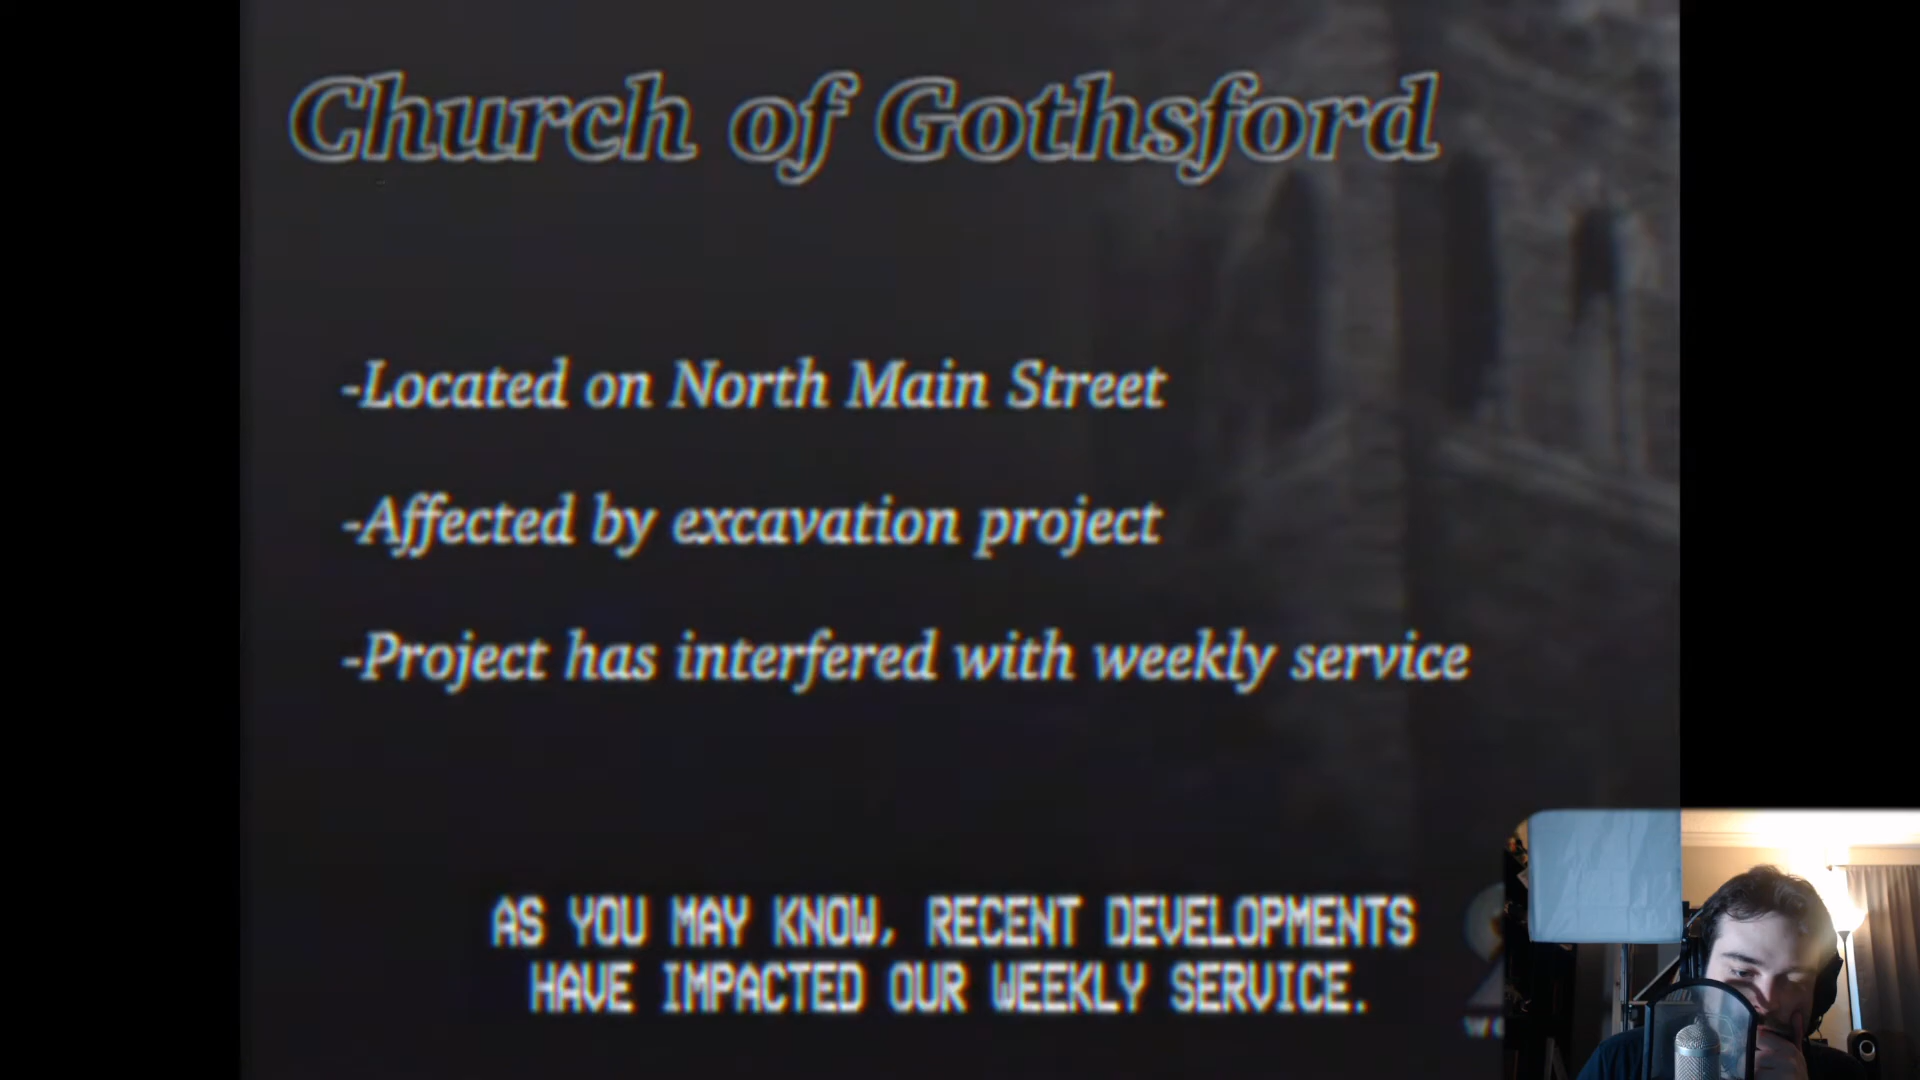 Church of Gothsford
-Located on North Main Street
-Affected by excavation project
-Project has interfered with weekly service
AS YOU MAY KNOW, RECENT DEVELOPMENTS
HAVE IMPACTED OUR WEEKLY SERVICE.